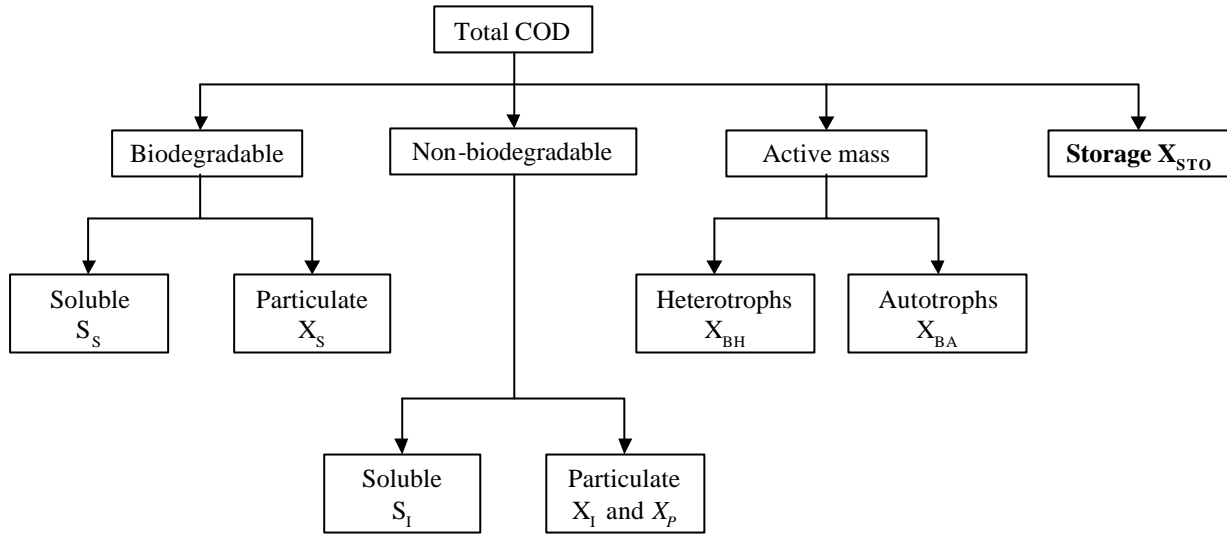 Total COD
Biodegradable
Non-biodegradable
Active mass
Storage X_STO
Soluble
S_S
Particulate
X_S
Heterotrophs
X_BH
Autotrophs
X_BA
Soluble
S_I
Particulate
X_I and X_P